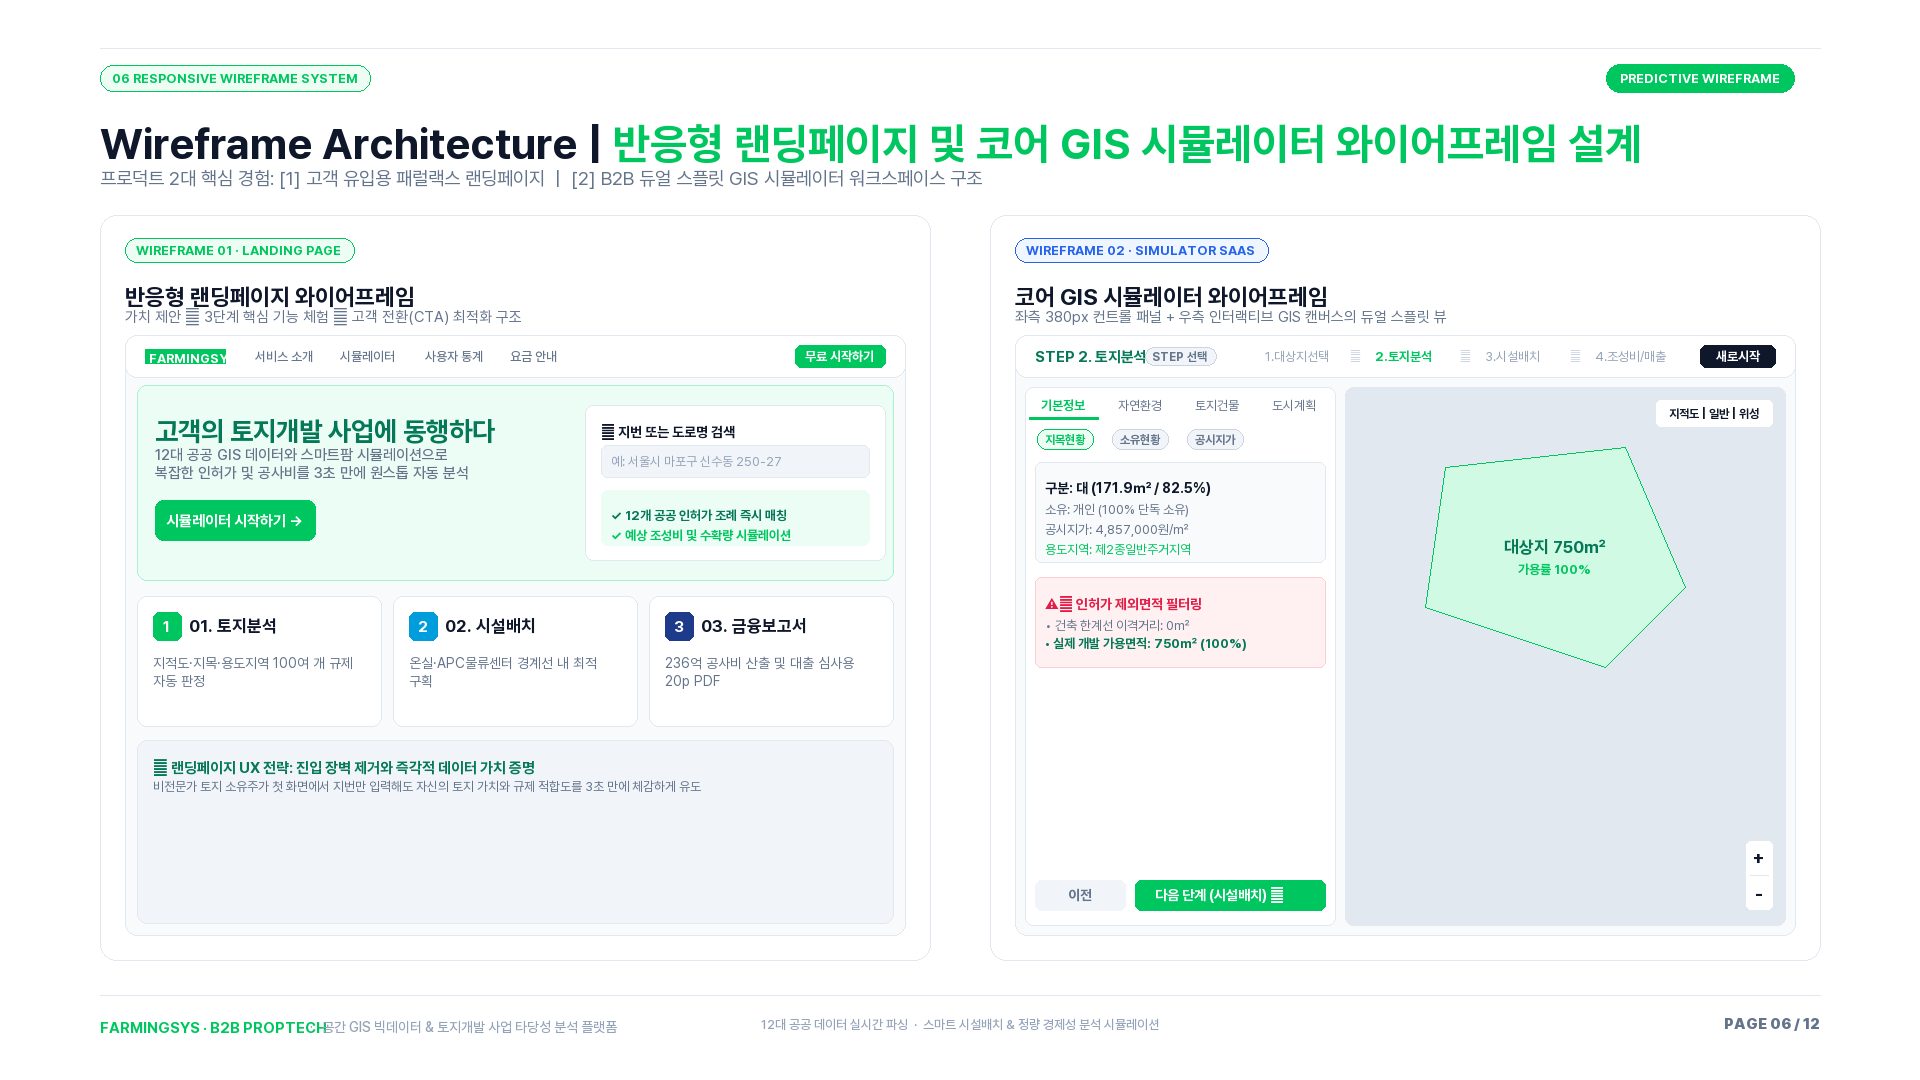 06 RESPONSIVE WIREFRAME SYSTEM
PREDICTIVE WIREFRAME
Wireframe Architecture | 반응형 랜딩페이지 및 코어 GIS 시뮬레이터 와이어프레임 설계
프로덕트 2대 핵심 경험: [1] 고객 유입용 패럴랙스 랜딩페이지 | [2] B2B 듀얼 스플릿 GIS 시뮬레이터 워크스페이스 구조
WIREFRAME 01 · LANDING PAGE
반응형 랜딩페이지 와이어프레임
가치 제안 3단계 핵심 기능 체험 고객 전환(CTA) 최적화 구조
FARMINGSY
서비스 소개
시뮬레이터
사용자 통계
요금 안내
무료 시작하기
고객의 토지개발 사업에 동행하다
12대 공공 GIS 데이터와 스마트팜 시뮬레이션으로
복잡한 인허가 및 공사비를 3초 만에 원스톱 자동 분석
시뮬레이터 시작하기 →
지번 또는 도로명 검색
예: 서울시 마포구 신수동 250-27
✓ 12개 공공 인허가 조례 즉시 매칭
✓ 예상 조성비 및 수확량 시뮬레이션
1 01. 토지분석
지적도·지목·용도지역 100여 개 규제
자동 판정
2 02. 시설배치
온실·APC물류센터 경계선 내 최적
구획
3 03. 금융보고서
236억 공사비 산출 및 대출 심사용
20p PDF
랜딩페이지 UX 전략: 진입 장벽 제거와 즉각적 데이터 가치 증명
비전문가 토지 소유주가 첫 화면에서 지번만 입력해도 자신의 토지 가치와 규제 적합도를 3초 만에 체감하게 유도
WIREFRAME 02 · SIMULATOR SAAS
코어 GIS 시뮬레이터 와이어프레임
좌측 380px 컨트롤 패널 + 우측 인터랙티브 GIS 캔버스의 듀얼 스플릿 뷰
STEP 2. 토지분석
STEP 선택
1.대상지선택
2.토지분석
3.시설배치
4.조성비/매출
새로시작
기본정보
자연환경
토지건물
도시계획
지목현황
소유현황
공시지가
구분: 대 (171.9m² / 82.5%)
소유: 개인 (100% 단독 소유)
공시지가: 4,857,000원/m²
용도지역: 제2종일반주거지역
⚠ 인허가 제외면적 필터링
• 건축 한계선 이격거리: 0m²
• 실제 개발 가용면적: 750m² (100%)
이전
다음 단계 (시설배치)
지적도 | 일반 | 위성
대상지 750m²
가용률 100%
+
-
FARMINGSYS · B2B PROPTECH
공간 GIS 빅데이터 & 토지개발 사업 타당성 분석 플랫폼
12대 공공 데이터 실시간 파싱 · 스마트 시설배치 & 정량 경제성 분석 시뮬레이션
PAGE 06 / 12